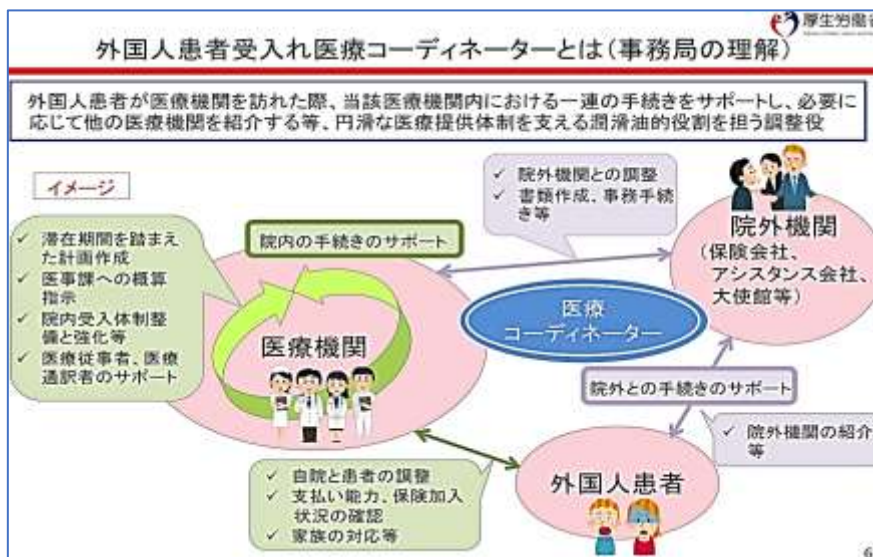 厚生労働省
外国人患者受入れ医療コーディネーターとは(事務局の理解)
外国人患者が医療機関を訪れた際、当該医療機関内における一連の手続きをサポートし、必要に
応じて他の医療機関を紹介する等、円滑な医療提供体制を支える潤滑油的役割を担う調整役
イメージ
✓ 院外機関との調整
✓ 書類作成、事務手続
き等
院外機関
(保険会社、
アシスタンス会社、
大使館等)
✓ 滞在期間を踏まえ
た計画作成
✓ 医事課への概算
指示
✓ 院内受入体制整
備と強化等
✓ 医療従事者、医療
通訳者のサポート
院内の手続きのサポート
医療機関
医療
コーディネーター
院外との手続きのサポート
✓ 院外機関の紹介
等
✓ 自院と患者の調整
✓ 支払い能力、保険加入
状況の確認
✓ 家族の対応等
外国人患者
6